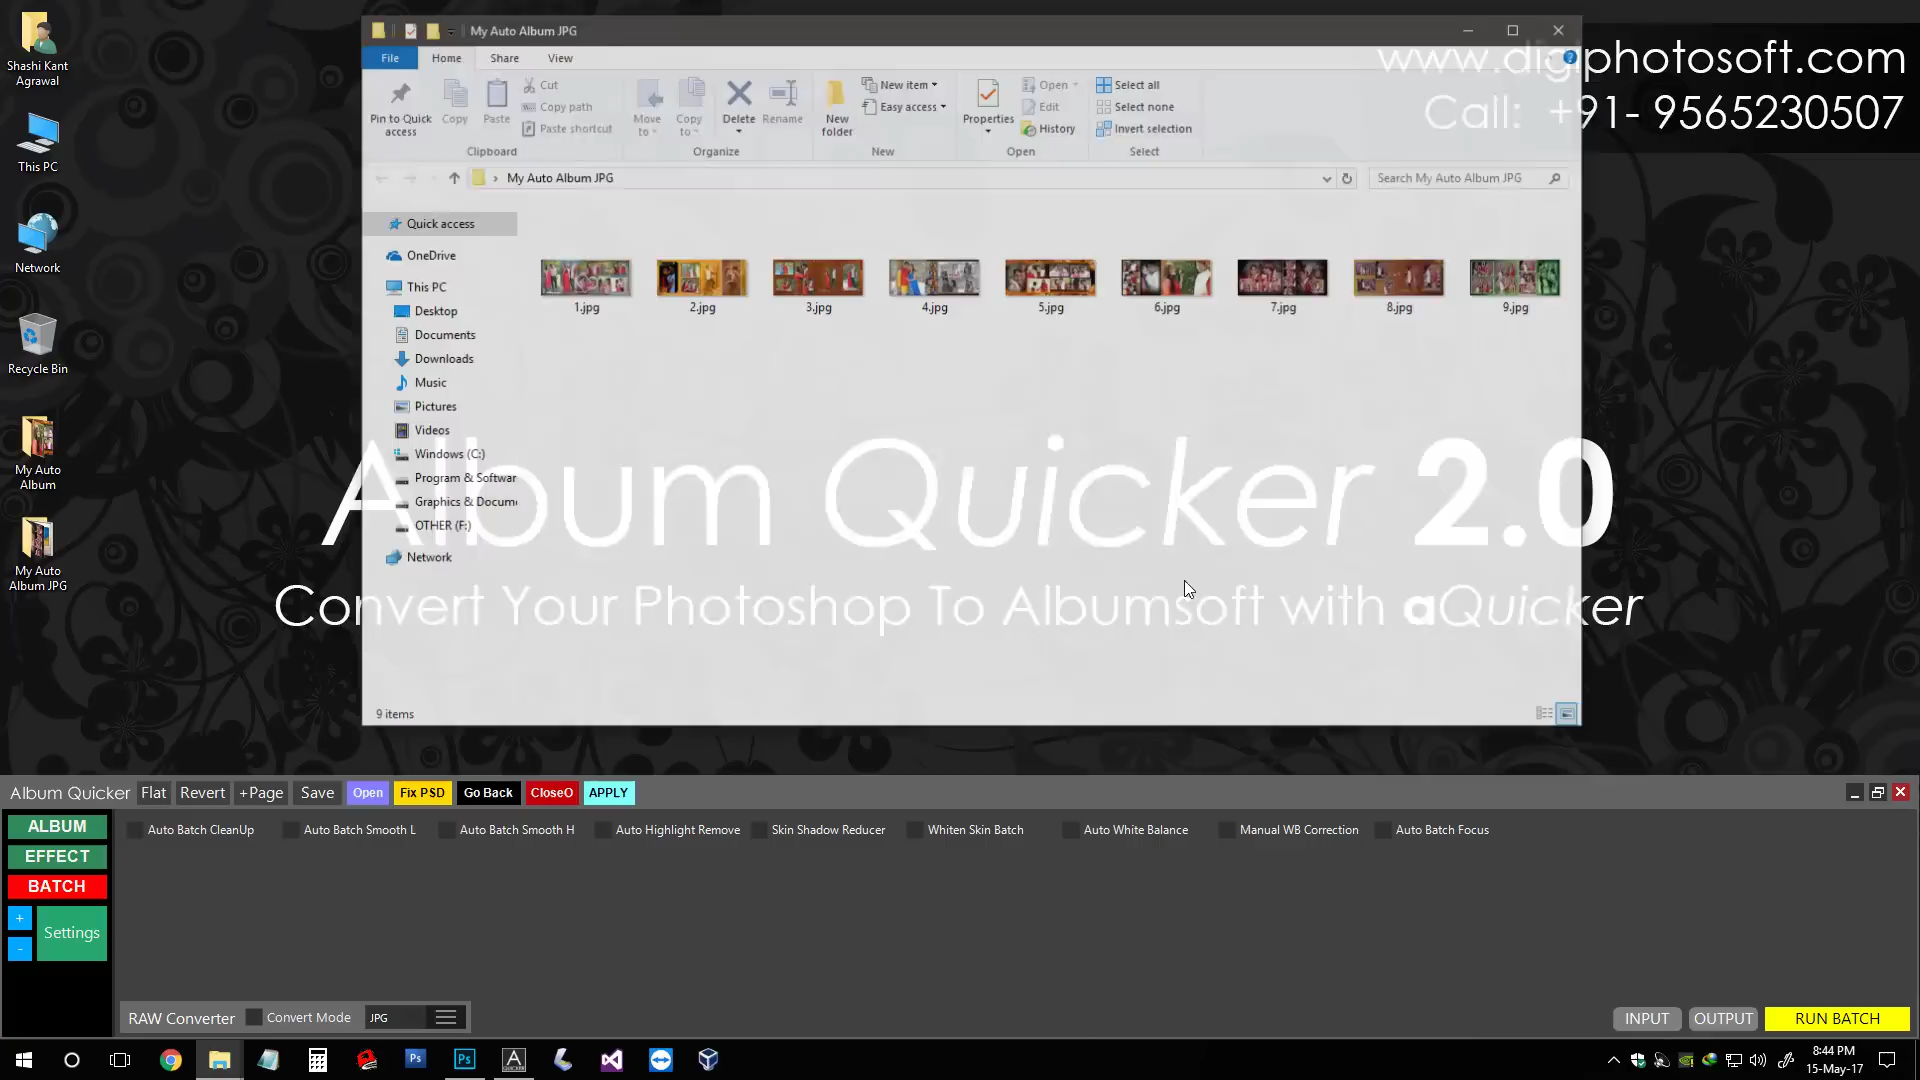 Shashi Kant
Agrawal
This PC
Network
Recycle Bin
My Auto
Album
My Auto
Album JPG
My Auto Album JPG
File
Home
Share
View
Pin to Quick
access
Copy
Paste
Cut
Copy path
Paste shortcut
Clipboard
Move
to
Copy
to
Delete
Rename
Organize
New
folder
New item
Easy access
New
Properties
Open
Edit
History
Open
Select all
Select none
Invert selection
Select
www.digiphotosoft.com
Call: +91- 9565230507
My Auto Album JPG
Search My Auto Album JPG
Quick access
OneDrive
This PC
Desktop
Documents
Downloads
Music
Pictures
Videos
Windows (C:)
Program & Softwar
Graphics & Docum
OTHER (F:)
Network
1.jpg
2.jpg
3.jpg
4.jpg
5.jpg
6.jpg
7.jpg
8.jpg
9.jpg
Album Quicker 2.0
Convert Your Photoshop To Albumsoft with aQuicker
9 items
Album Quicker
Flat
Revert
+Page
Save
Open
Fix PSD
Go Back
CloseO
APPLY
ALBUM
EFFECT
BATCH
+
-
Settings
Auto Batch CleanUp
Auto Batch Smooth L
Auto Batch Smooth H
Auto Highlight Remove
Skin Shadow Reducer
Whiten Skin Batch
Auto White Balance
Manual WB Correction
Auto Batch Focus
RAW Converter
Convert Mode
JPG
INPUT
OUTPUT
RUN BATCH
Ps
Ps
A
QUICKER
8:44 PM
15-May-17